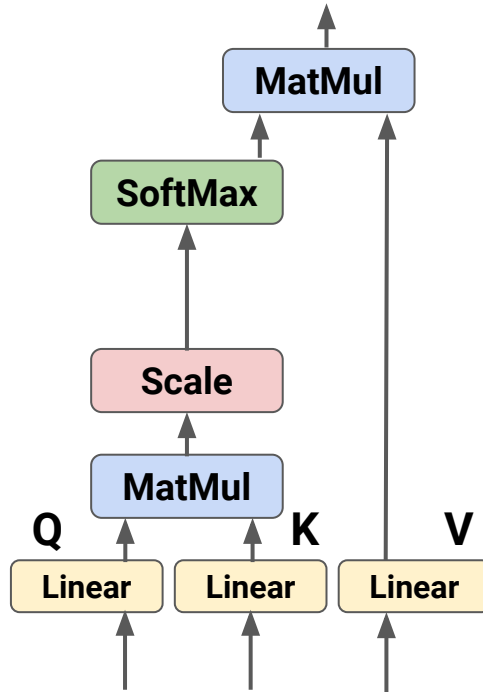 MatMul
SoftMax
Scale
MatMul
Q K V
Linear Linear Linear